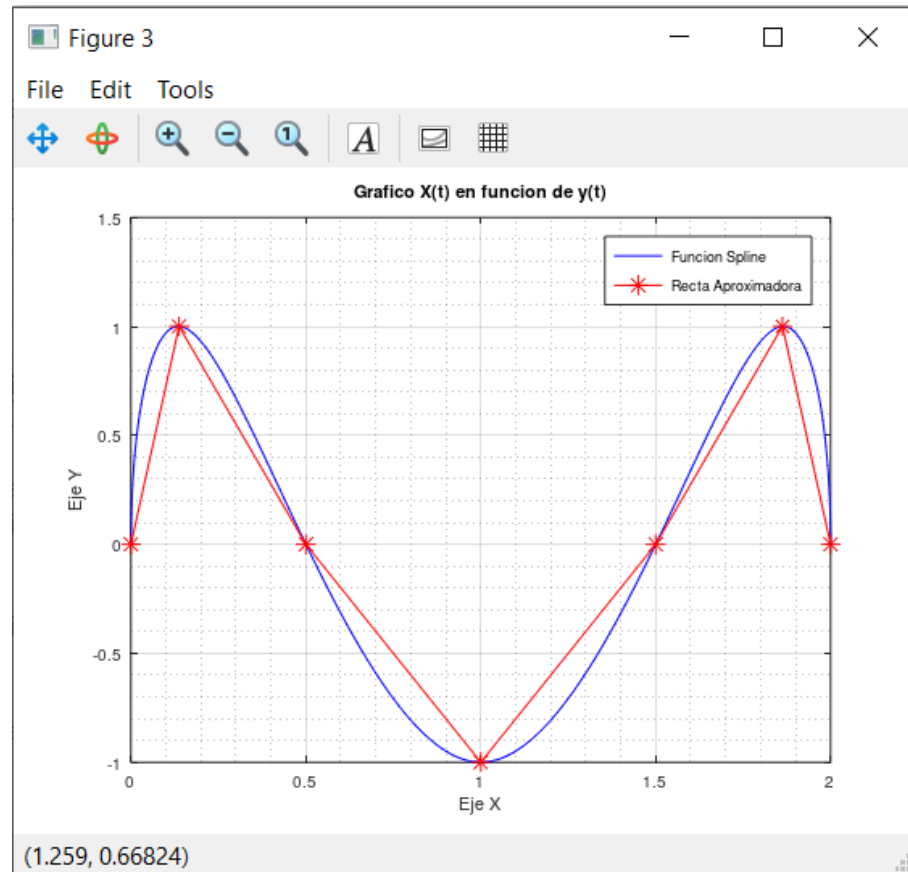 Figure 3
File Edit Tools
A
Grafico X(t) en funcion de y(t)
Funcion Spline
Recta Aproximadora
1.5
1
0.5
0
-0.5
-1
Eje Y
0 0.5 1 1.5 2
Eje X
(1.259, 0.66824)